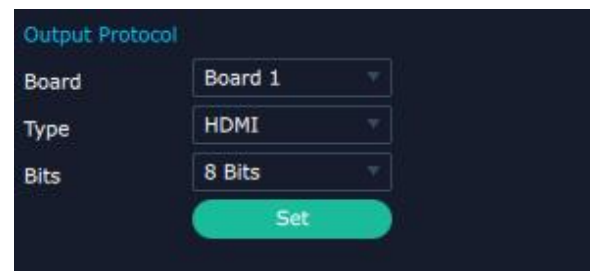 Output Protocol
Board Board 1
Type HDMI
Bits 8 Bits
Set